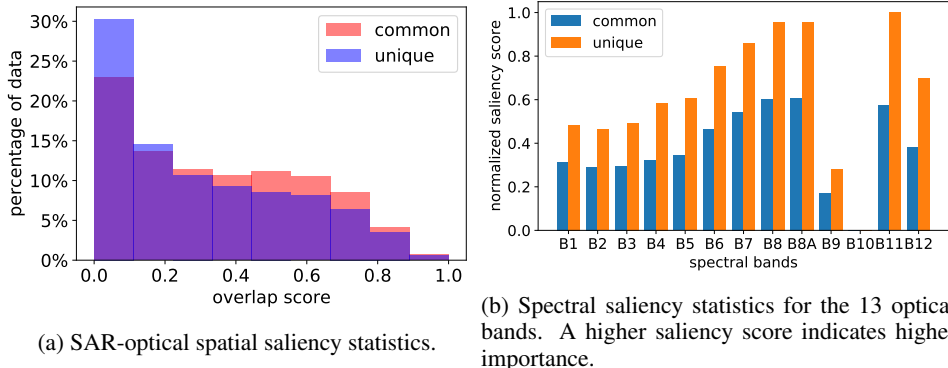 30%
25%
20%
15%
10%
5%
0%
percentage of data
common
unique
0.0 0.2 0.4 0.6 0.8 1.0
overlap score
(a) SAR-optical spatial saliency statistics.
1.0
0.8
0.6
0.4
0.2
0.0
normalized saliency score
common
unique
B1 B2 B3 B4 B5 B6 B7 B8 B8A B9 B10 B11 B12
spectral bands
(b) Spectral saliency statistics for the 13 optica
bands. A higher saliency score indicates highe
importance.